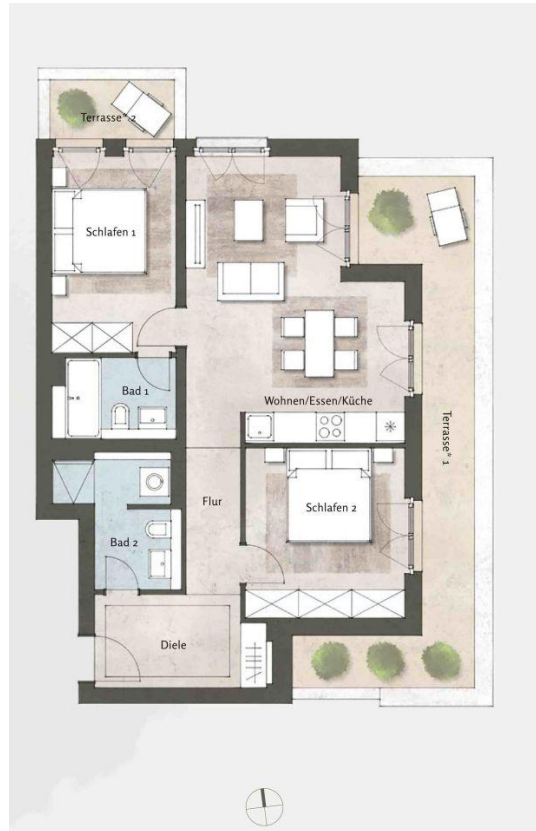 Terrasse* 2
Schlafen 1
Bad 1
Wohnen/Essen/Küche
Terrasse* 1
Flur
Schlafen 2
Bad 2
Diele